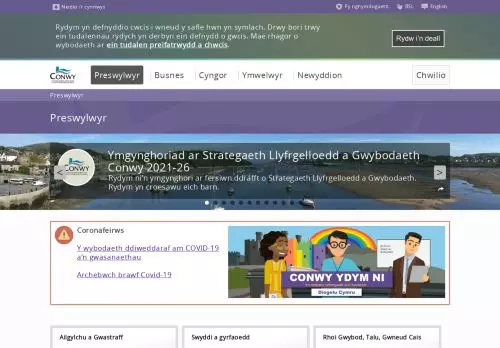 Neidio i'r cynnwys
Fy nghymdogaeth
BSL
English
Rydym yn defnyddio cwcis i wneud y safle hwn yn symlach. Drwy bori trwy
ein tudalennau rydych yn derbyn ein defnydd o gwcis. Mae rhagor o
wybodaeth ar ein tudalen preifatrwydd a chwcis.
Rydw i'n deall
CONWY
Preswylwyr
Busnes
Cyngor
Ymwelwyr
Newyddion
Chwilio
Preswylwyr
Preswylwyr
CONWY
Ymgynghoriad ar Strategaeth Llyfrgelloedd a Gwybodaeth
Conwy 2021-26
Rydym ni'n ymgynghori ar fersiwn ddrafft o Strategaeth Llyfrgelloedd a Gwybodaeth.
Rydym yn croesawu eich barn.
<
>
Coronafeirws
Y wybodaeth ddiweddaraf am COVID-19
a'n gwasanaethau
Archebwch brawf Covid-19
CONWY YDYM NI
Diogelu Cymru
Ailgylchu a Gwastraff
Swyddi a gyrfaoedd
Rhoi Gwybod, Talu, Gwneud Cais